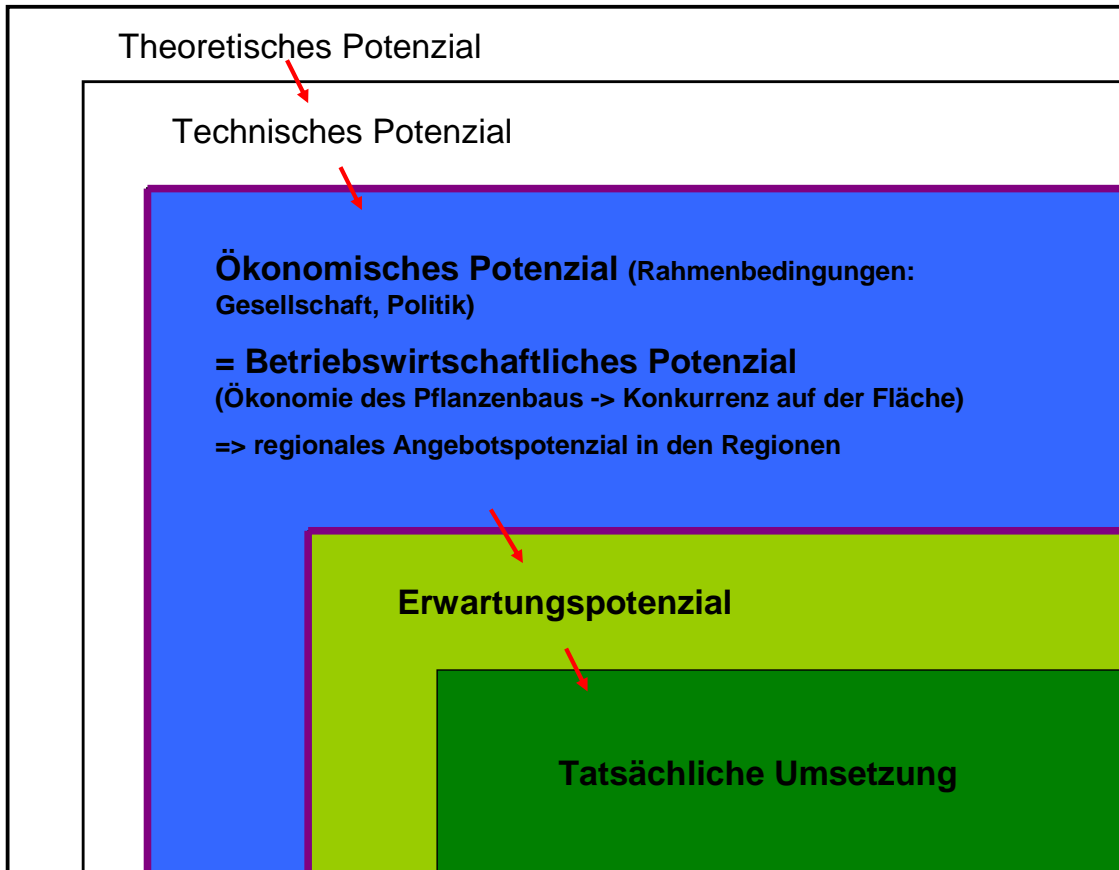 Theoretisches Potenzial
Technisches Potenzial
Ökonomisches Potenzial (Rahmenbedingungen:
Gesellschaft, Politik)
= Betriebswirtschaftliches Potenzial
(Ökonomie des Pflanzenbaus -> Konkurrenz auf der Fläche)
=> regionales Angebotspotenzial in den Regionen
Erwartungspotenzial
Tatsächliche Umsetzung